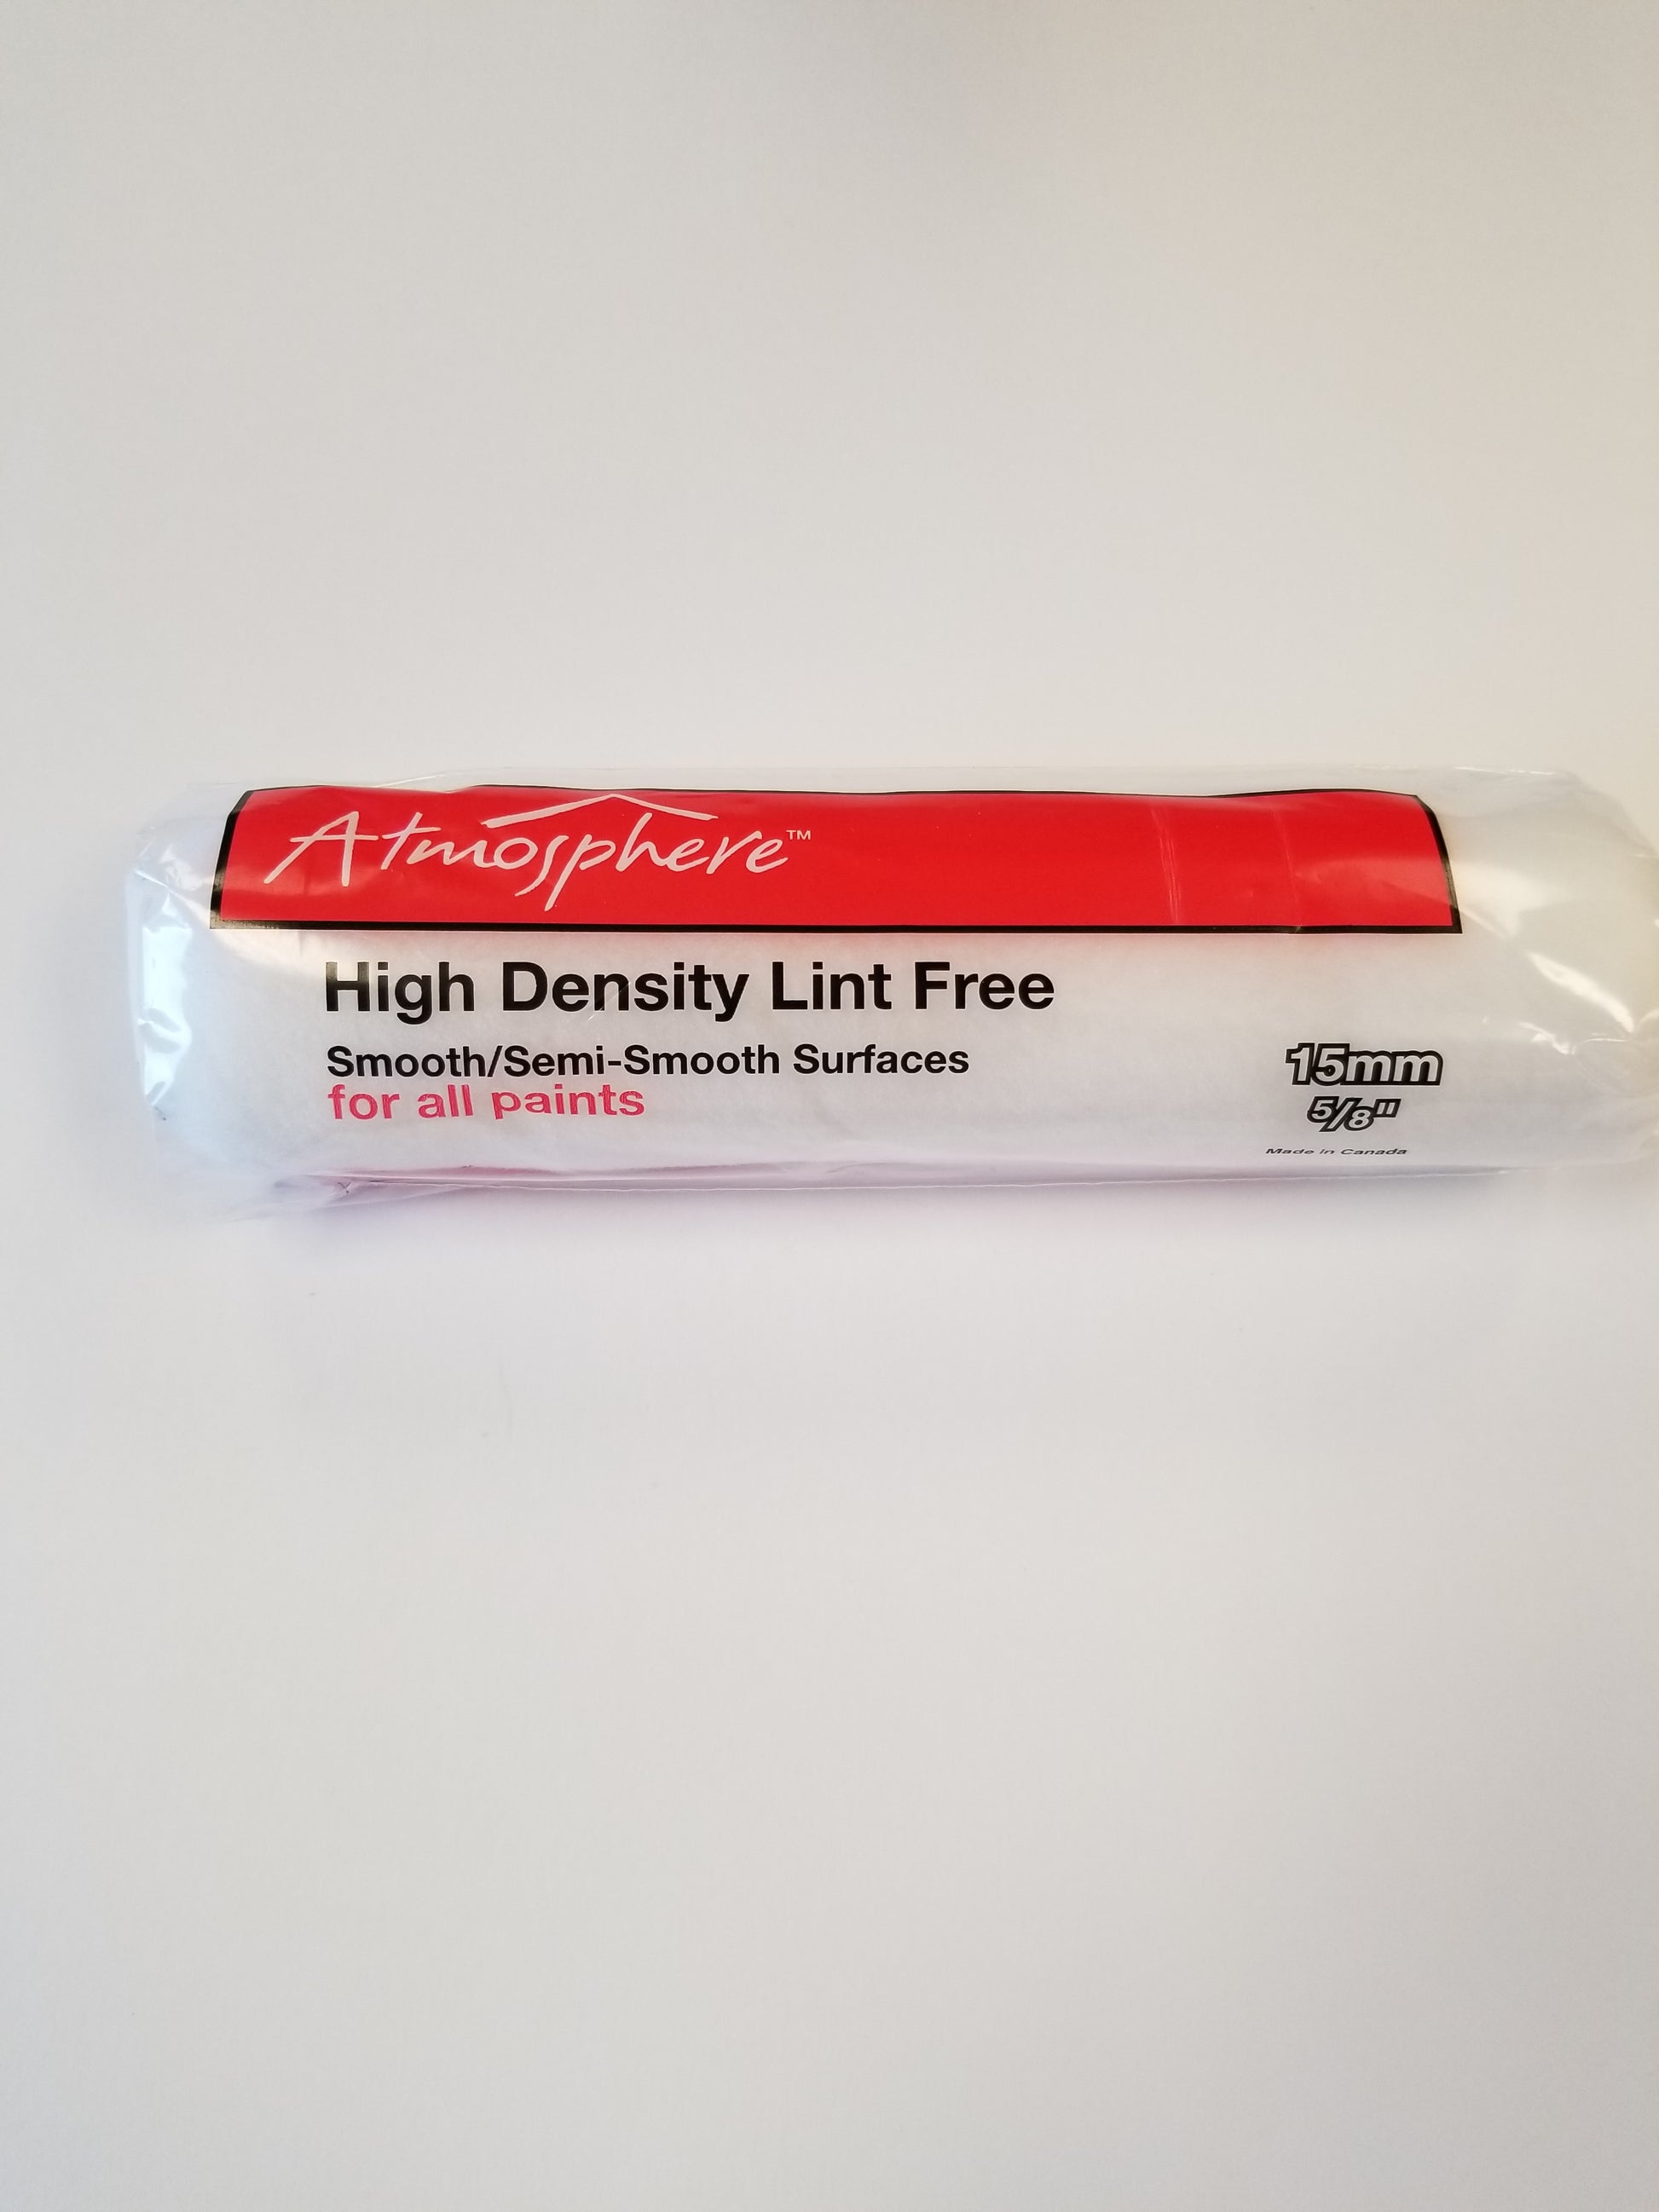 Atmosphere™
High Density Lint Free
Smooth/Semi-Smooth Surfaces
for all paints
15mm
5/8"
Made in Canada